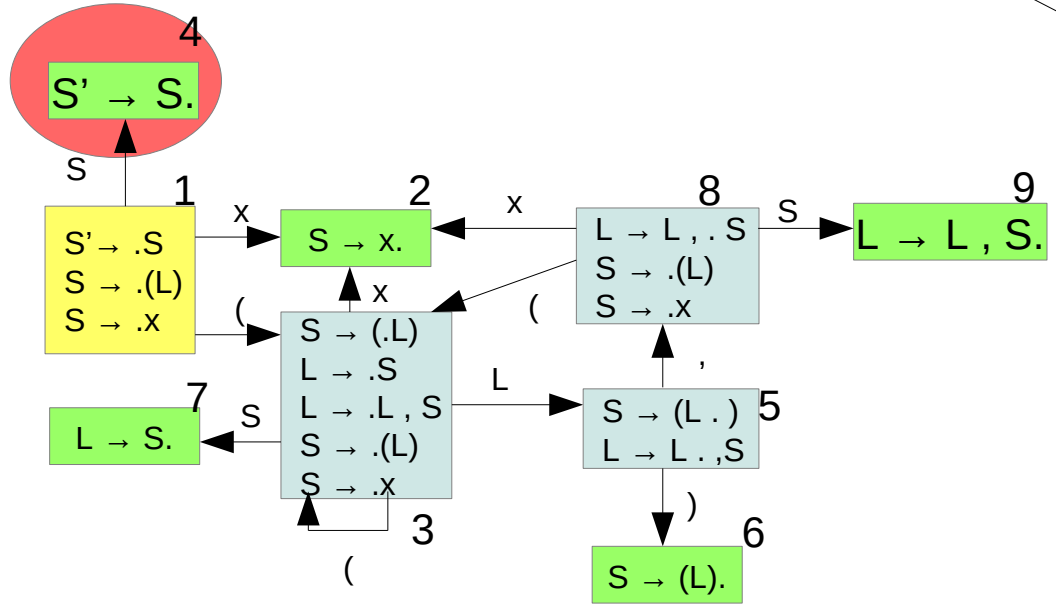 4
S’ → S.
S
1
S’→ .S
S → .(L)
S → .x
x
(
2
S → x.
x
8
L → L , . S
S → .(L)
S → .x
S
9
L → L , S.
x
(
S → (.L)
L → .S
L → .L , S
S → .(L)
S → .x
3
(
L
,
7
S
L → S.
5
S → (L . )
L → L . ,S
)
6
S → (L).